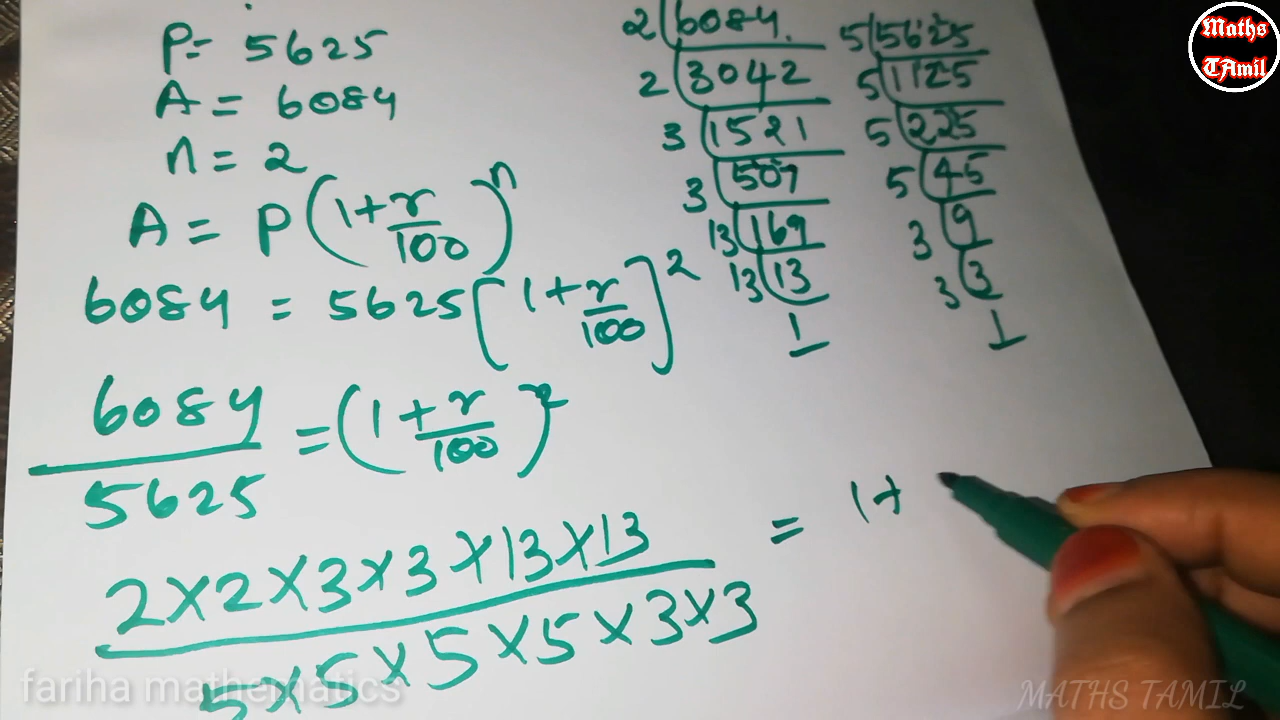 P= 5625
A = 6084
n = 2
A = P(1+r/100)^n
6084 = 5625[1+r/100]^2
6084/5625 = (1+r/100)^2
2×2×3×3×13×13/5×5×5×5×3×3 = 1+
2|6084.
2|3042
3|1521
3|507
13|169
13|13
1
5|5625
5|1125
5|225
5|45
3|9
3|3
1
Maths
TAmil
fariha mathematics
MATHS TAMIL